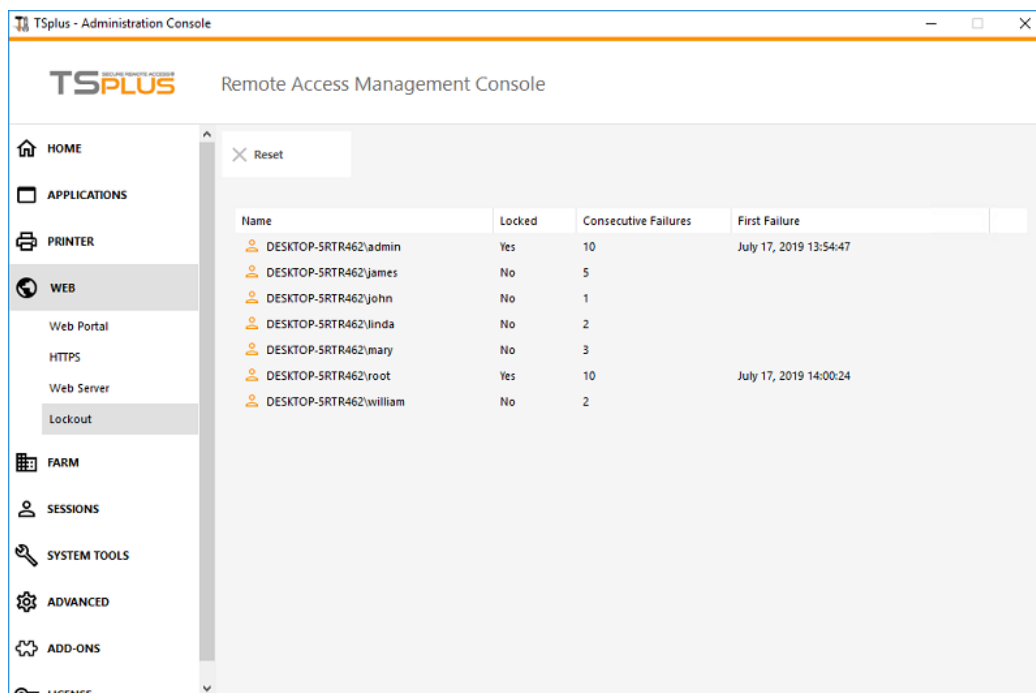 TSplus - Administration Console
TSPLUS SECURE REMOTE ACCESS®
Remote Access Management Console
HOME
APPLICATIONS
PRINTER
WEB
Web Portal
HTTPS
Web Server
Lockout
FARM
SESSIONS
SYSTEM TOOLS
ADVANCED
ADD-ONS
LICENSE
Reset
Name Locked Consecutive Failures First Failure
DESKTOP-5RTR462\admin Yes 10 July 17, 2019 13:54:47
DESKTOP-5RTR462\james No 5
DESKTOP-5RTR462\john No 1
DESKTOP-5RTR462\linda No 2
DESKTOP-5RTR462\mary No 3
DESKTOP-5RTR462\root Yes 10 July 17, 2019 14:00:24
DESKTOP-5RTR462\william No 2